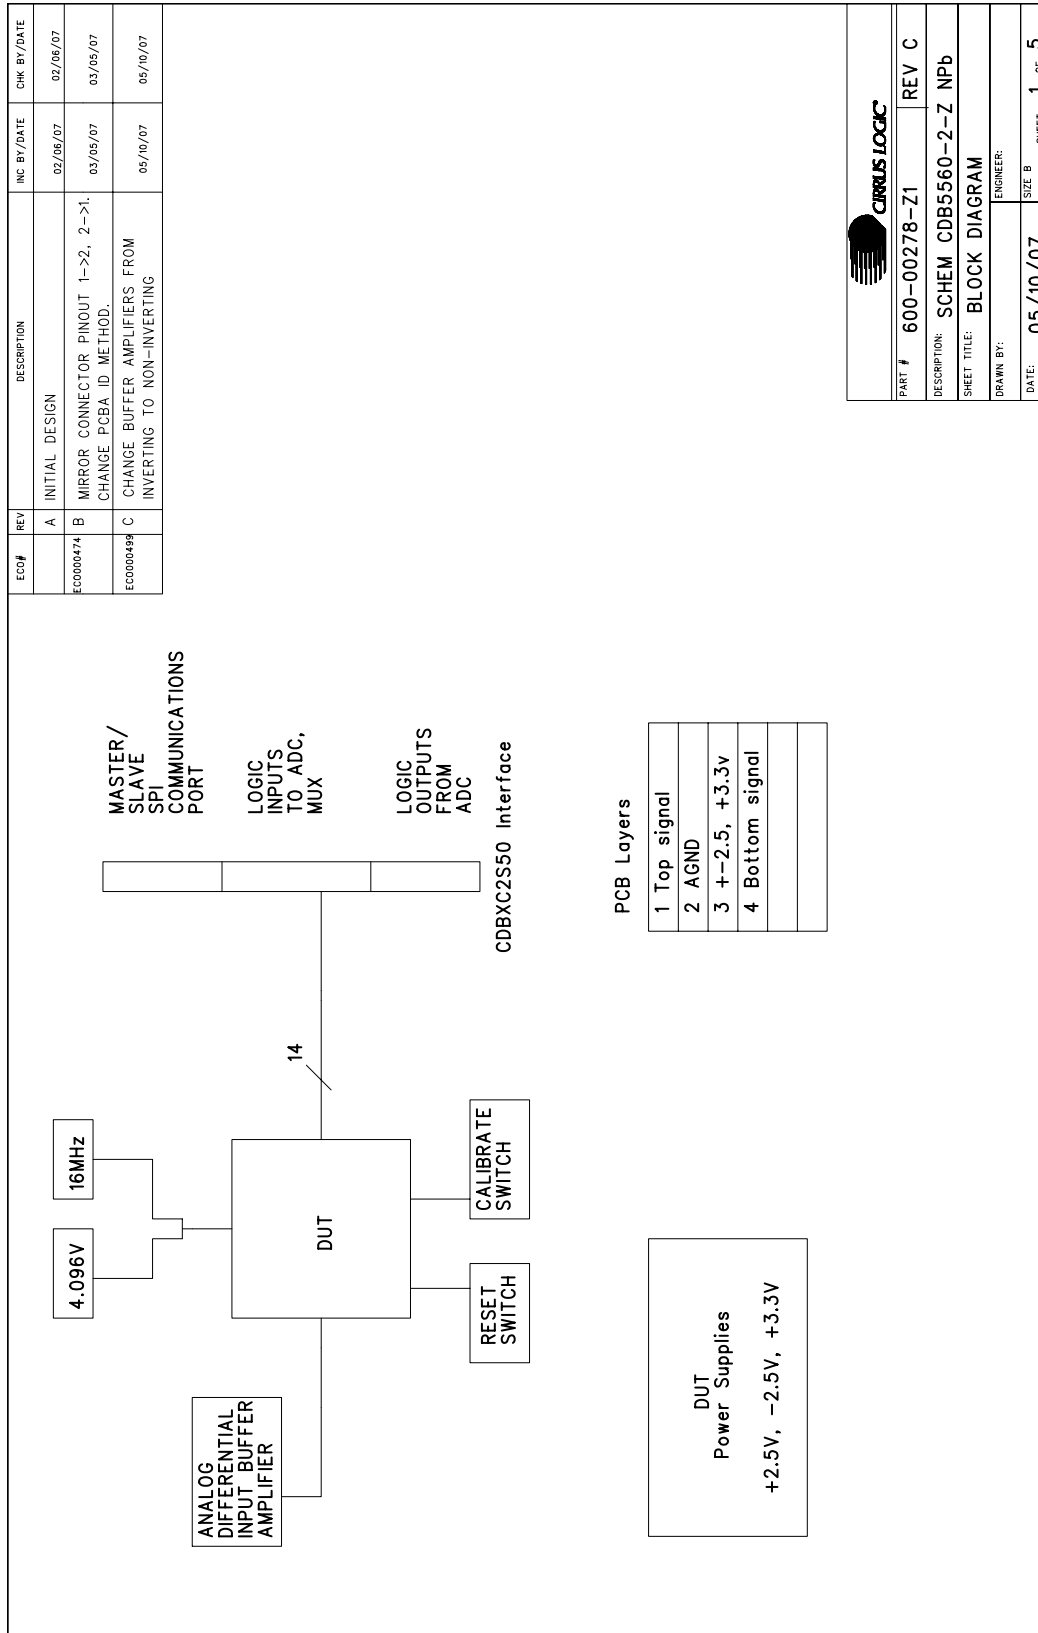 ECO#
REV
DESCRIPTION
INC BY/DATE
CHK BY/DATE
A
INITIAL DESIGN
02/06/07
02/06/07
ECO000474
B
MIRROR CONNECTOR PINOUT 1->2, 2->1.
CHANGE PCBA ID METHOD.
03/05/07
03/05/07
ECO000499
C
CHANGE BUFFER AMPLIFIERS FROM
INVERTING TO NON-INVERTING
05/10/07
05/10/07
4.096V
16MHz
ANALOG
DIFFERENTIAL
INPUT BUFFER
AMPLIFIER
DUT
14
RESET
SWITCH
CALIBRATE
SWITCH
MASTER/
SLAVE
SPI
COMMUNICATIONS
PORT
LOGIC
INPUTS
TO ADC,
MUX
LOGIC
OUTPUTS
FROM
ADC
CDBXC2S50 Interface
DUT
Power Supplies
+2.5V, -2.5V, +3.3V
PCB Layers
1 Top signal
2 AGND
3 +-2.5, +3.3v
4 Bottom signal
CIRRUS LOGIC®
PART # 600-00278-Z1 REV C
DESCRIPTION: SCHEM CDB5560-2-Z NPb
SHEET TITLE: BLOCK DIAGRAM
DRAWN BY:
ENGINEER:
DATE: 05/10/07
SIZE B
SHEET 1 OF 5